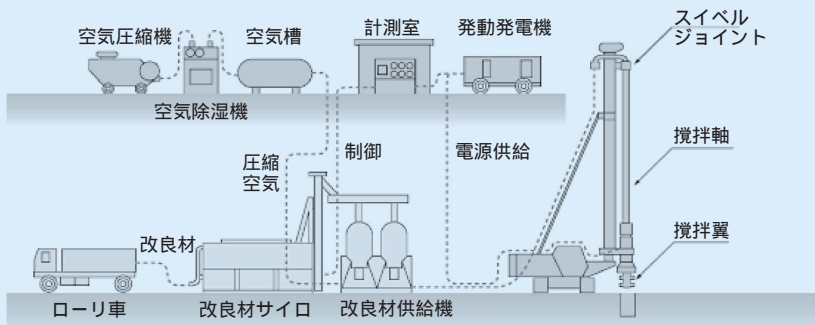 空気圧縮機
空気槽
計測室
発動発電機
スイベル
ジョイント
空気除湿機
圧縮
空気
制御
電源供給
撹拌軸
改良材
撹拌翼
ローリ車
改良材サイロ
改良材供給機